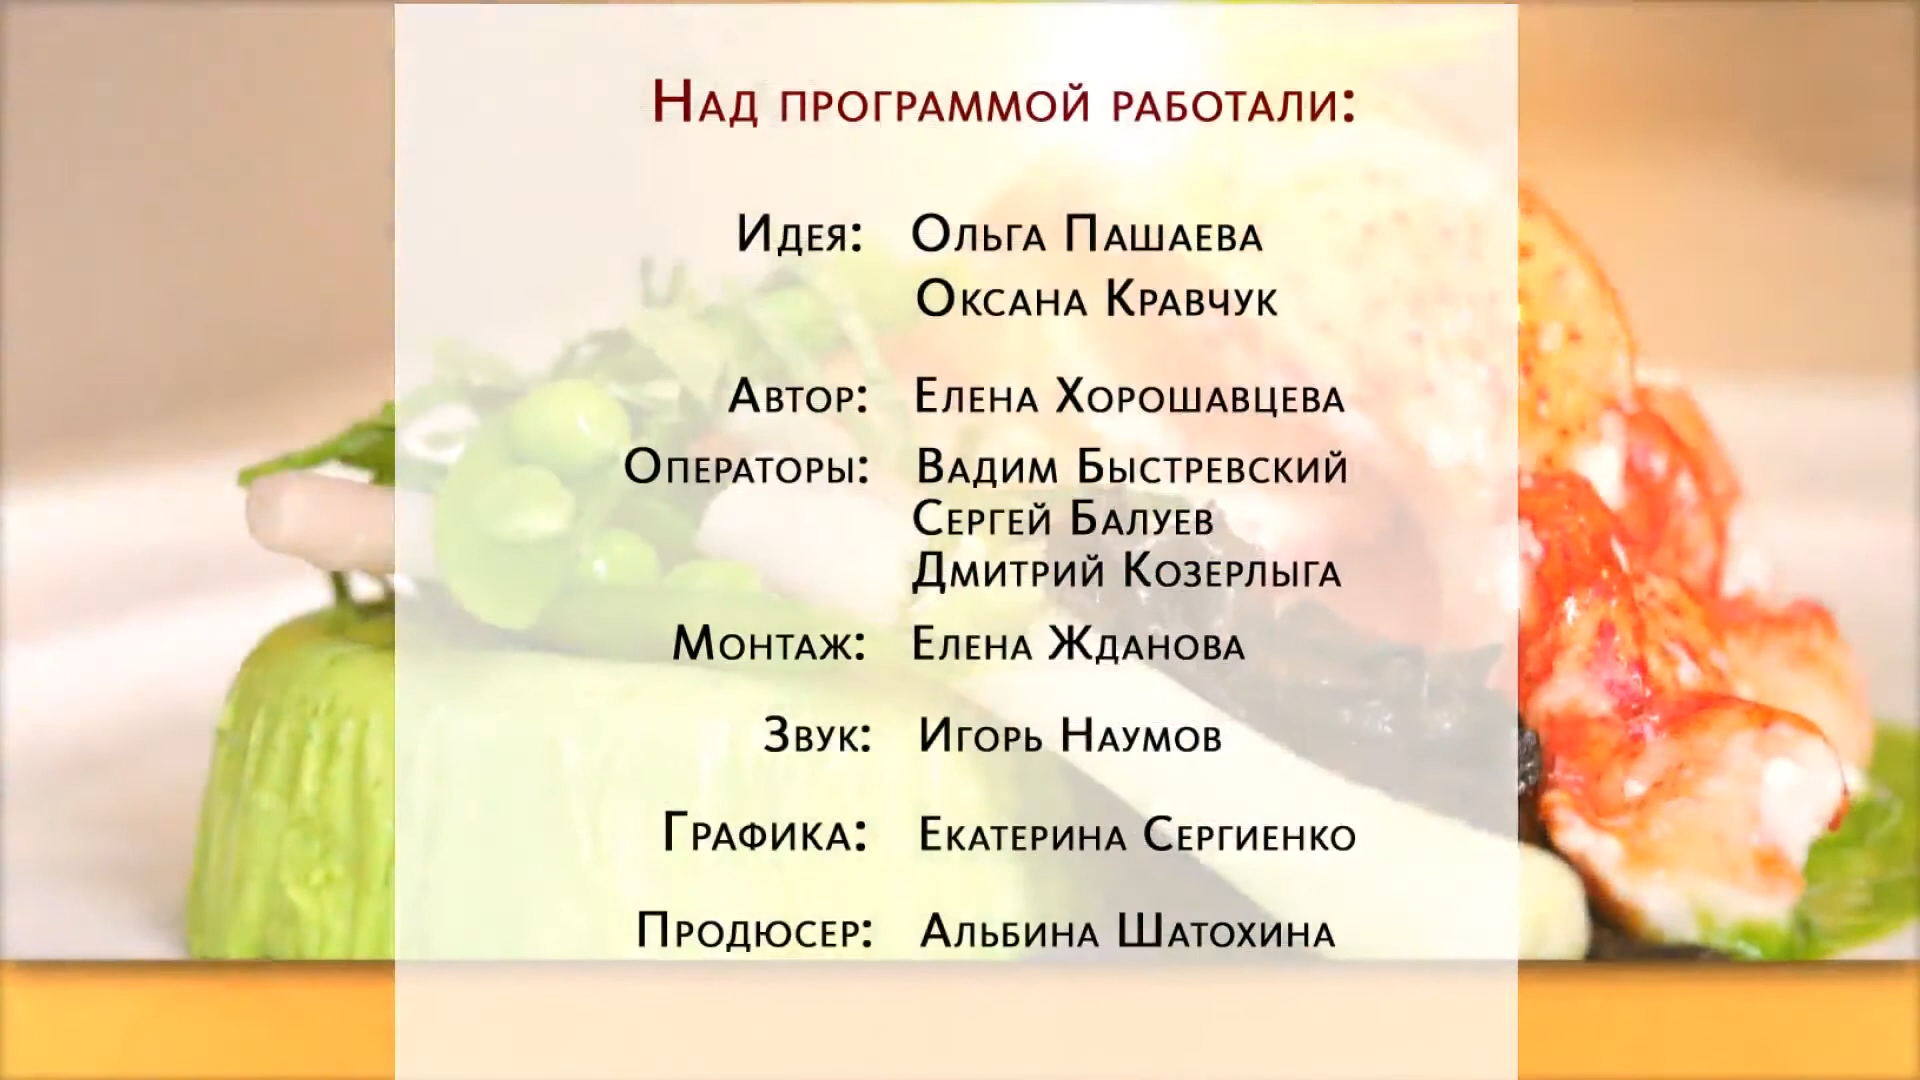 Над программой работали:
Идея: Ольга Пашаева
Оксана Кравчук
Автор: Елена Хорошавцева
Операторы: Вадим Быстревский
Сергей Балуев
Дмитрий Козерлыга
Монтаж: Елена Жданова
Звук: Игорь Наумов
Графика: Екатерина Сергиенко
Продюсер: Альбина Шатохина